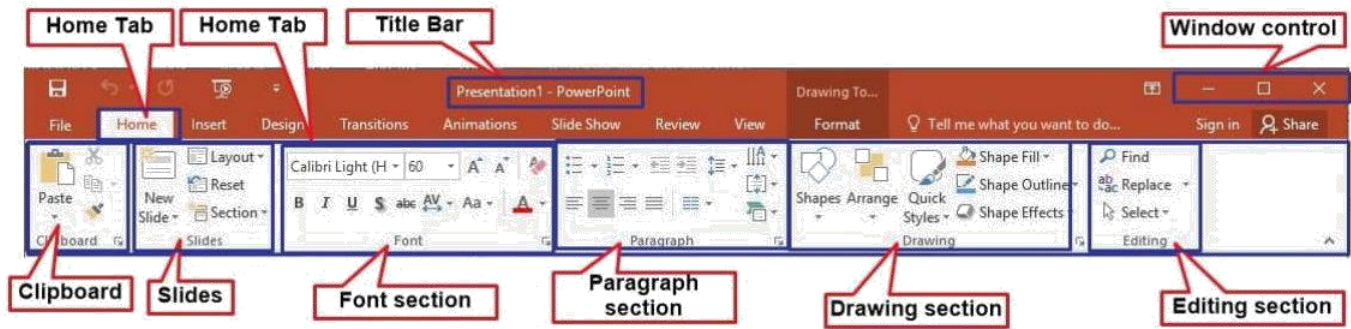 Home Tab
Home Tab
Title Bar
Window control
Presentation1 - PowerPoint
Drawing To...
File
Home
Insert
Design
Transitions
Animations
Slide Show
Review
View
Format
Tell me what you want to do...
Sign in
Share
Paste
New
Slide
Layout
Reset
Section
Calibri Light (H
60
A A
B I U S abc AV Aa A
Shapes
Arrange
Quick
Styles
Shape Fill
Shape Outline
Shape Effects
Find
Replace
Select
Clipboard
Slides
Font
Paragraph
Drawing
Editing
Clipboard
Slides
Font section
Paragraph
section
Drawing section
Editing section